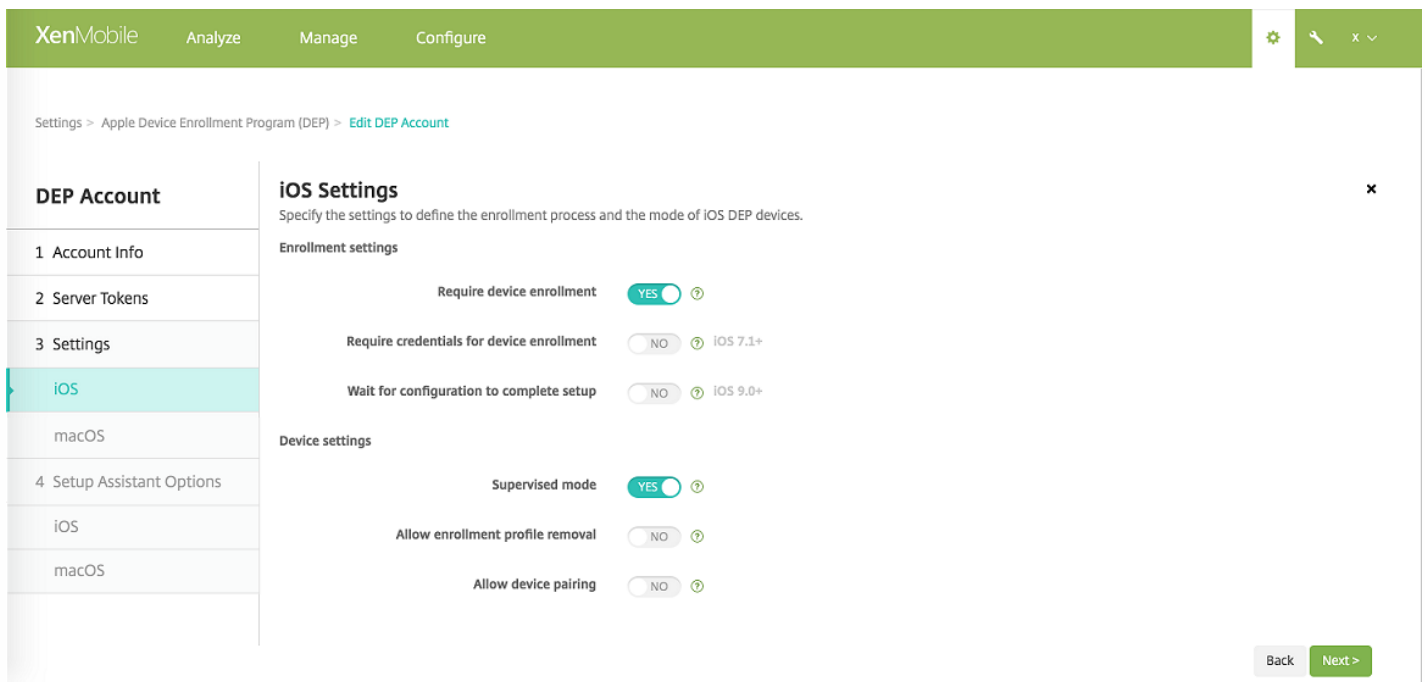 XenMobile Analyze Manage Configure x
Settings > Apple Device Enrollment Program (DEP) > Edit DEP Account
DEP Account
1 Account Info
2 Server Tokens
3 Settings
iOS
macOS
4 Setup Assistant Options
iOS
macOS
iOS Settings
Specify the settings to define the enrollment process and the mode of iOS DEP devices.
Enrollment settings
Require device enrollment YES ?
Require credentials for device enrollment NO ? iOS 7.1+
Wait for configuration to complete setup NO ? iOS 9.0+
Device settings
Supervised mode YES ?
Allow enrollment profile removal NO ?
Allow device pairing NO ?
Back Next >